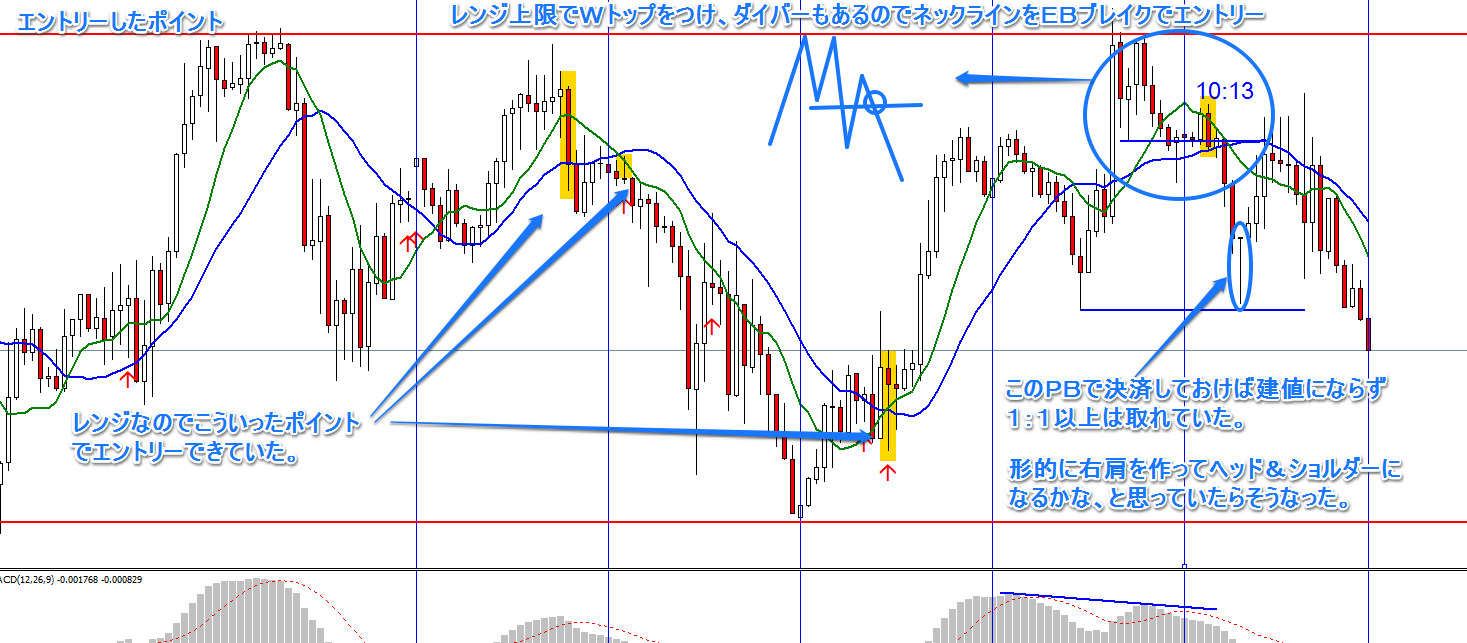 エントリーしたポイント
レンジ上限でWトップをつけ、ダイバーもあるのでネックラインをEBブレイクでエントリー
10:13
このPBで決済しておけば建値にならず
1:1以上は取れていた。
レンジなのでこういったポイント
でエントリーできていた。
形的に右肩を作ってヘッド&ショルダーに
なるかな、と思っていたらそうなった。
ACD(12,26,9) -0.001768 -0.000829